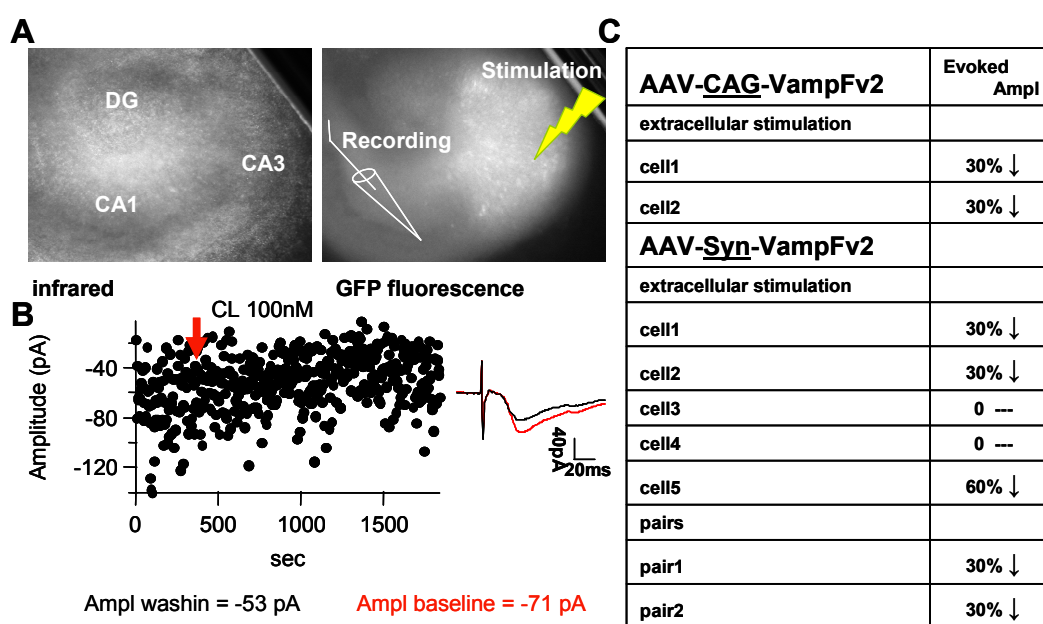 A
DG
CA3
CA1
Stimulation
Recording
infrared
GFP fluorescence
B
CL 100nM
Amplitude (pA)
-40
-80
-120
0
500
1000
1500
sec
40pA
20ms
Ampl washin = -53 pA
Ampl baseline = -71 pA
C
AAV-CAG-VampFv2
Evoked
Ampl
extracellular stimulation
cell1
30% ↓
cell2
30% ↓
AAV-Syn-VampFv2
extracellular stimulation
cell1
30% ↓
cell2
30% ↓
cell3
0 ---
cell4
0 ---
cell5
60% ↓
pairs
pair1
30% ↓
pair2
30% ↓